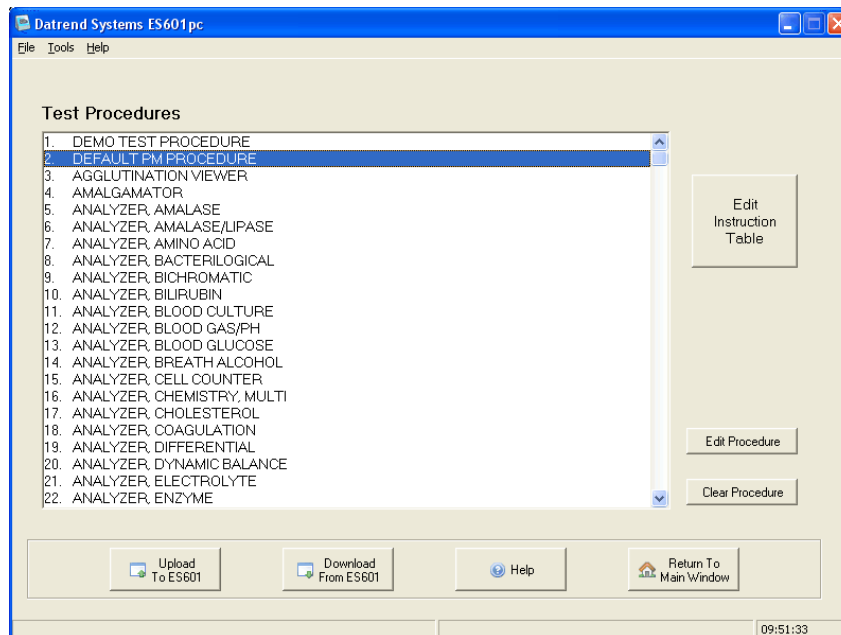 Datrend Systems ES601pc
File Tools Help
Test Procedures
1. DEMO TEST PROCEDURE
2. DEFAULT PM PROCEDURE
3. AGGLUTINATION VIEWER
4. AMALGAMATOR
5. ANALYZER, AMALASE
6. ANALYZER, AMALASE/LIPASE
7. ANALYZER, AMINO ACID
8. ANALYZER, BACTERILOGICAL
9. ANALYZER, BICHROMATIC
10. ANALYZER, BILIRUBIN
11. ANALYZER, BLOOD CULTURE
12. ANALYZER, BLOOD GAS/PH
13. ANALYZER, BLOOD GLUCOSE
14. ANALYZER, BREATH ALCOHOL
15. ANALYZER, CELL COUNTER
16. ANALYZER, CHEMISTRY, MULTI
17. ANALYZER, CHOLESTEROL
18. ANALYZER, COAGULATION
19. ANALYZER, DIFFERENTIAL
20. ANALYZER, DYNAMIC BALANCE
21. ANALYZER, ELECTROLYTE
22. ANALYZER, ENZYME
Edit
Instruction
Table
Edit Procedure
Clear Procedure
Upload
To ES601
Download
From ES601
Help
Return To
Main Window
09:51:33